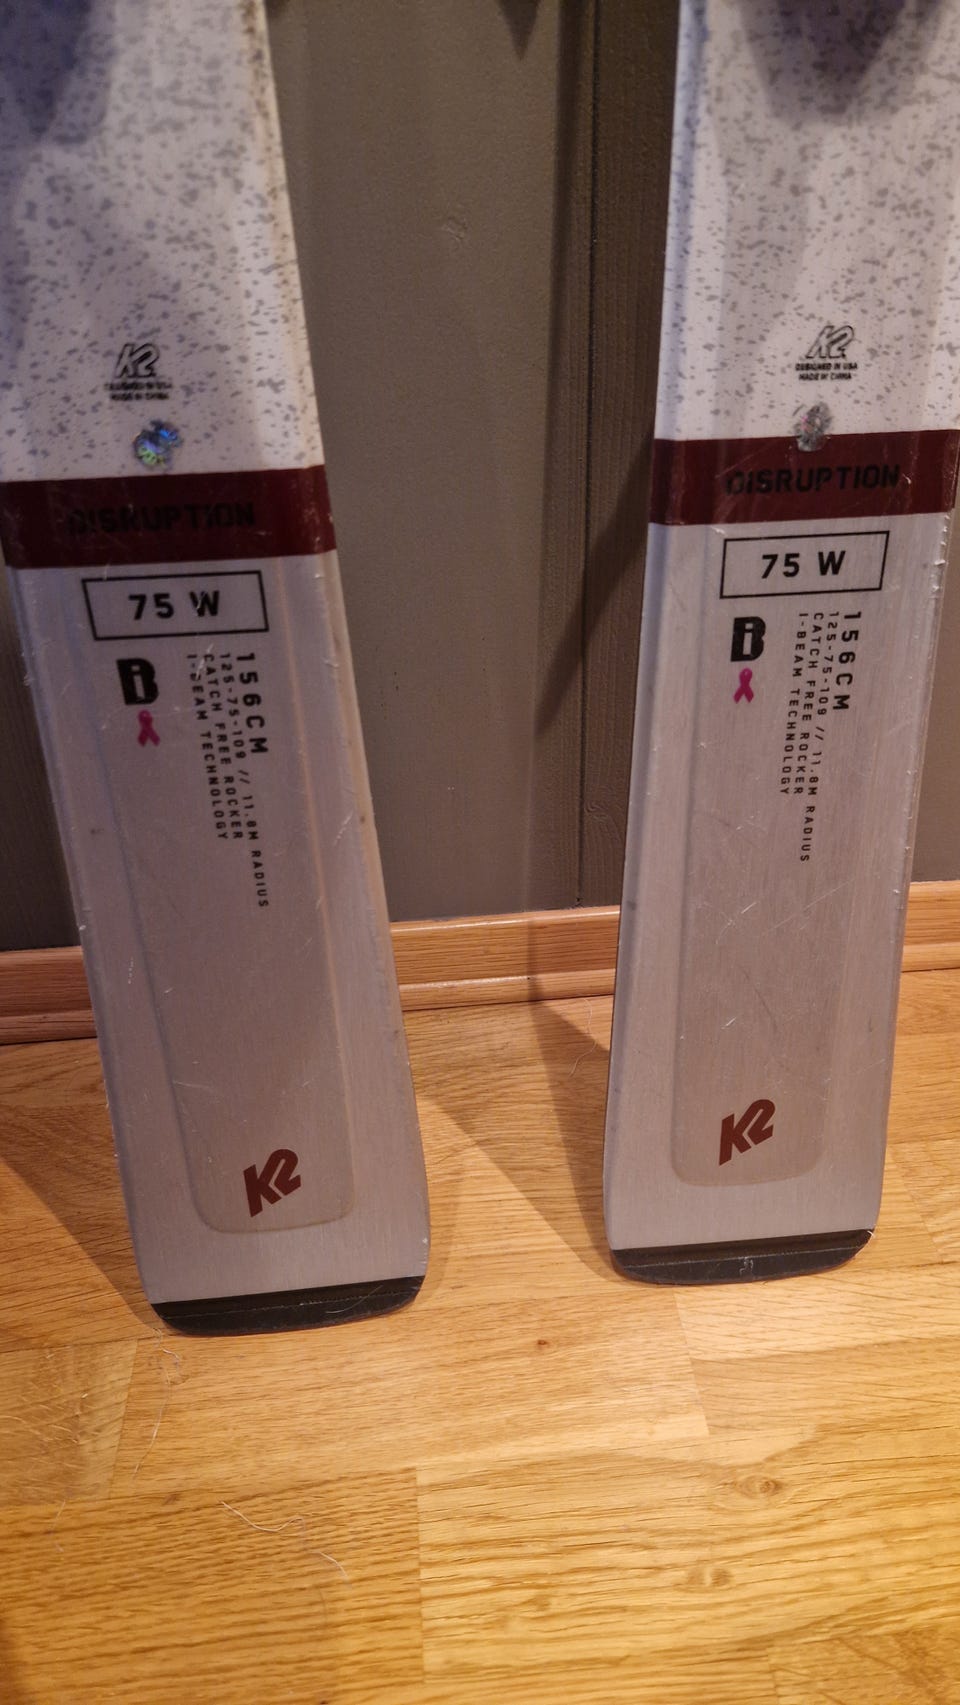 K2
DESIGNED IN USA
MADE IN CHINA
DISRUPTION
75 W
156CM
125-75-109 // 11.8M RADIUS
CATCH FREE ROCKER
I-BEAM TECHNOLOGY
B
K2
K2
DESIGNED IN USA
MADE IN CHINA
DISRUPTION
75 W
156CM
125-75-109 // 11.8M RADIUS
CATCH FREE ROCKER
I-BEAM TECHNOLOGY
B
K2